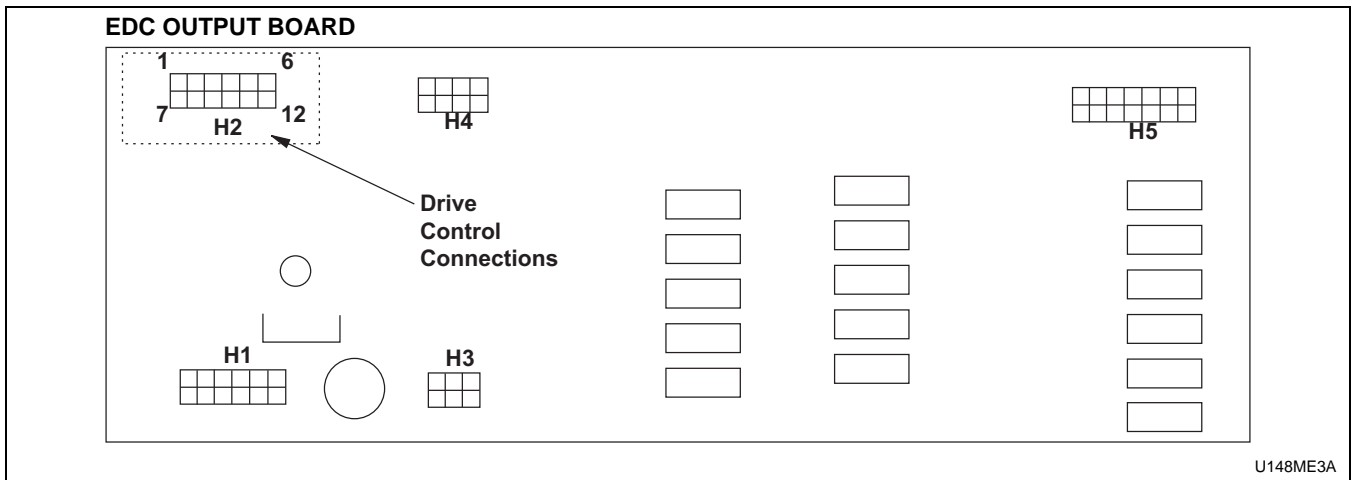 EDC OUTPUT BOARD
1 6
7 12
H2
H4
H5
Drive
Control
Connections
H1
H3
U148ME3A